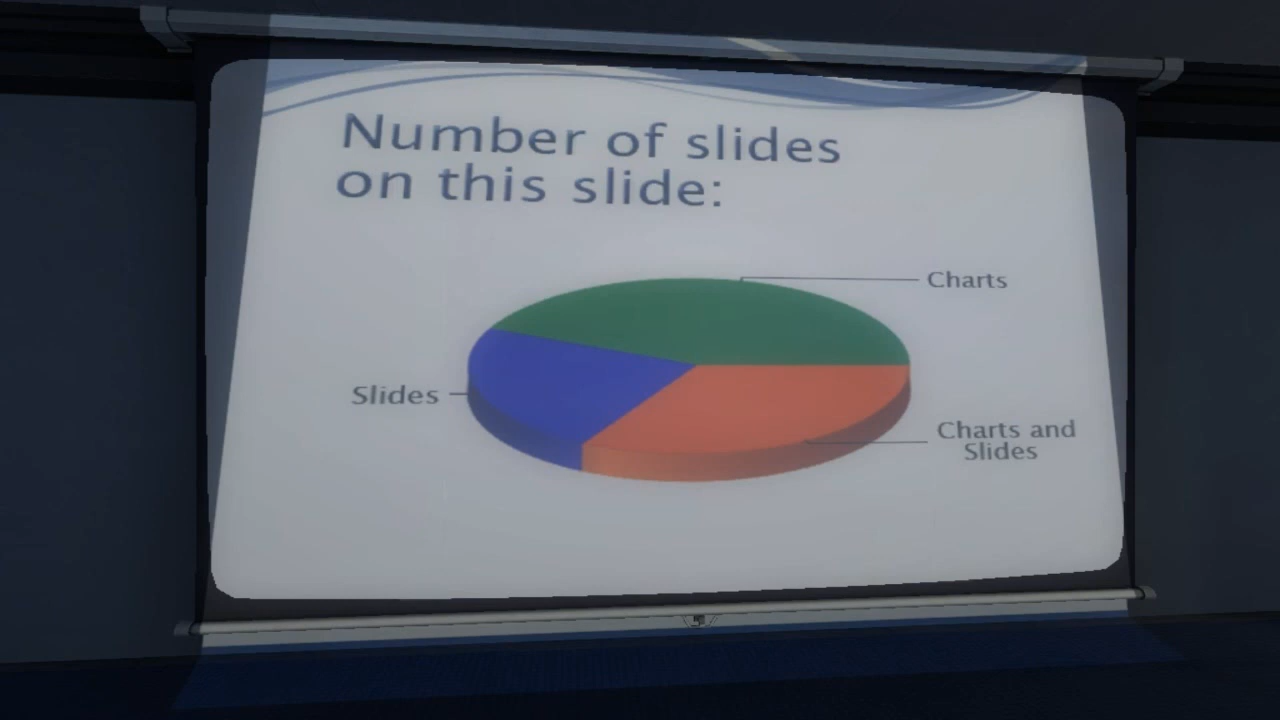 Number of slides
on this slide:
Charts
Slides
Charts and
Slides